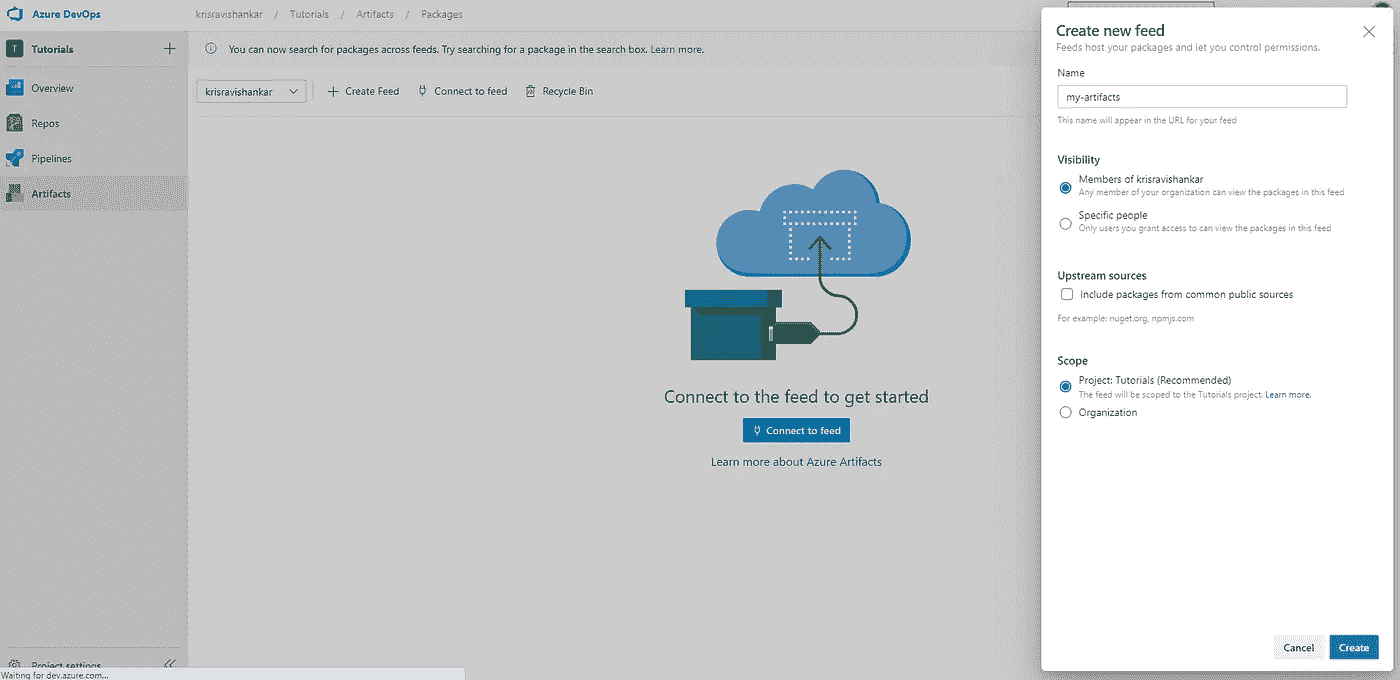 Azure DevOps
krisravishankar / Tutorials / Artifacts / Packages
T Tutorials
Overview
Repos
Pipelines
Artifacts
Project settings
Waiting for dev.azure.com...
You can now search for packages across feeds. Try searching for a package in the search box. Learn more.
krisravishankar Create Feed Connect to feed Recycle Bin
Connect to the feed to get started
Connect to feed
Learn more about Azure Artifacts
Create new feed
Feeds host your packages and let you control permissions.
Name
my-artifacts
This name will appear in the URL for your feed
Visibility
Members of krisravishankar
Any member of your organization can view the packages in this feed
Specific people
Only users you grant access to can view the packages in this feed
Upstream sources
Include packages from common public sources
For example: nuget.org, npmjs.com
Scope
Project: Tutorials (Recommended)
The feed will be scoped to the Tutorials project. Learn more.
Organization
Cancel Create